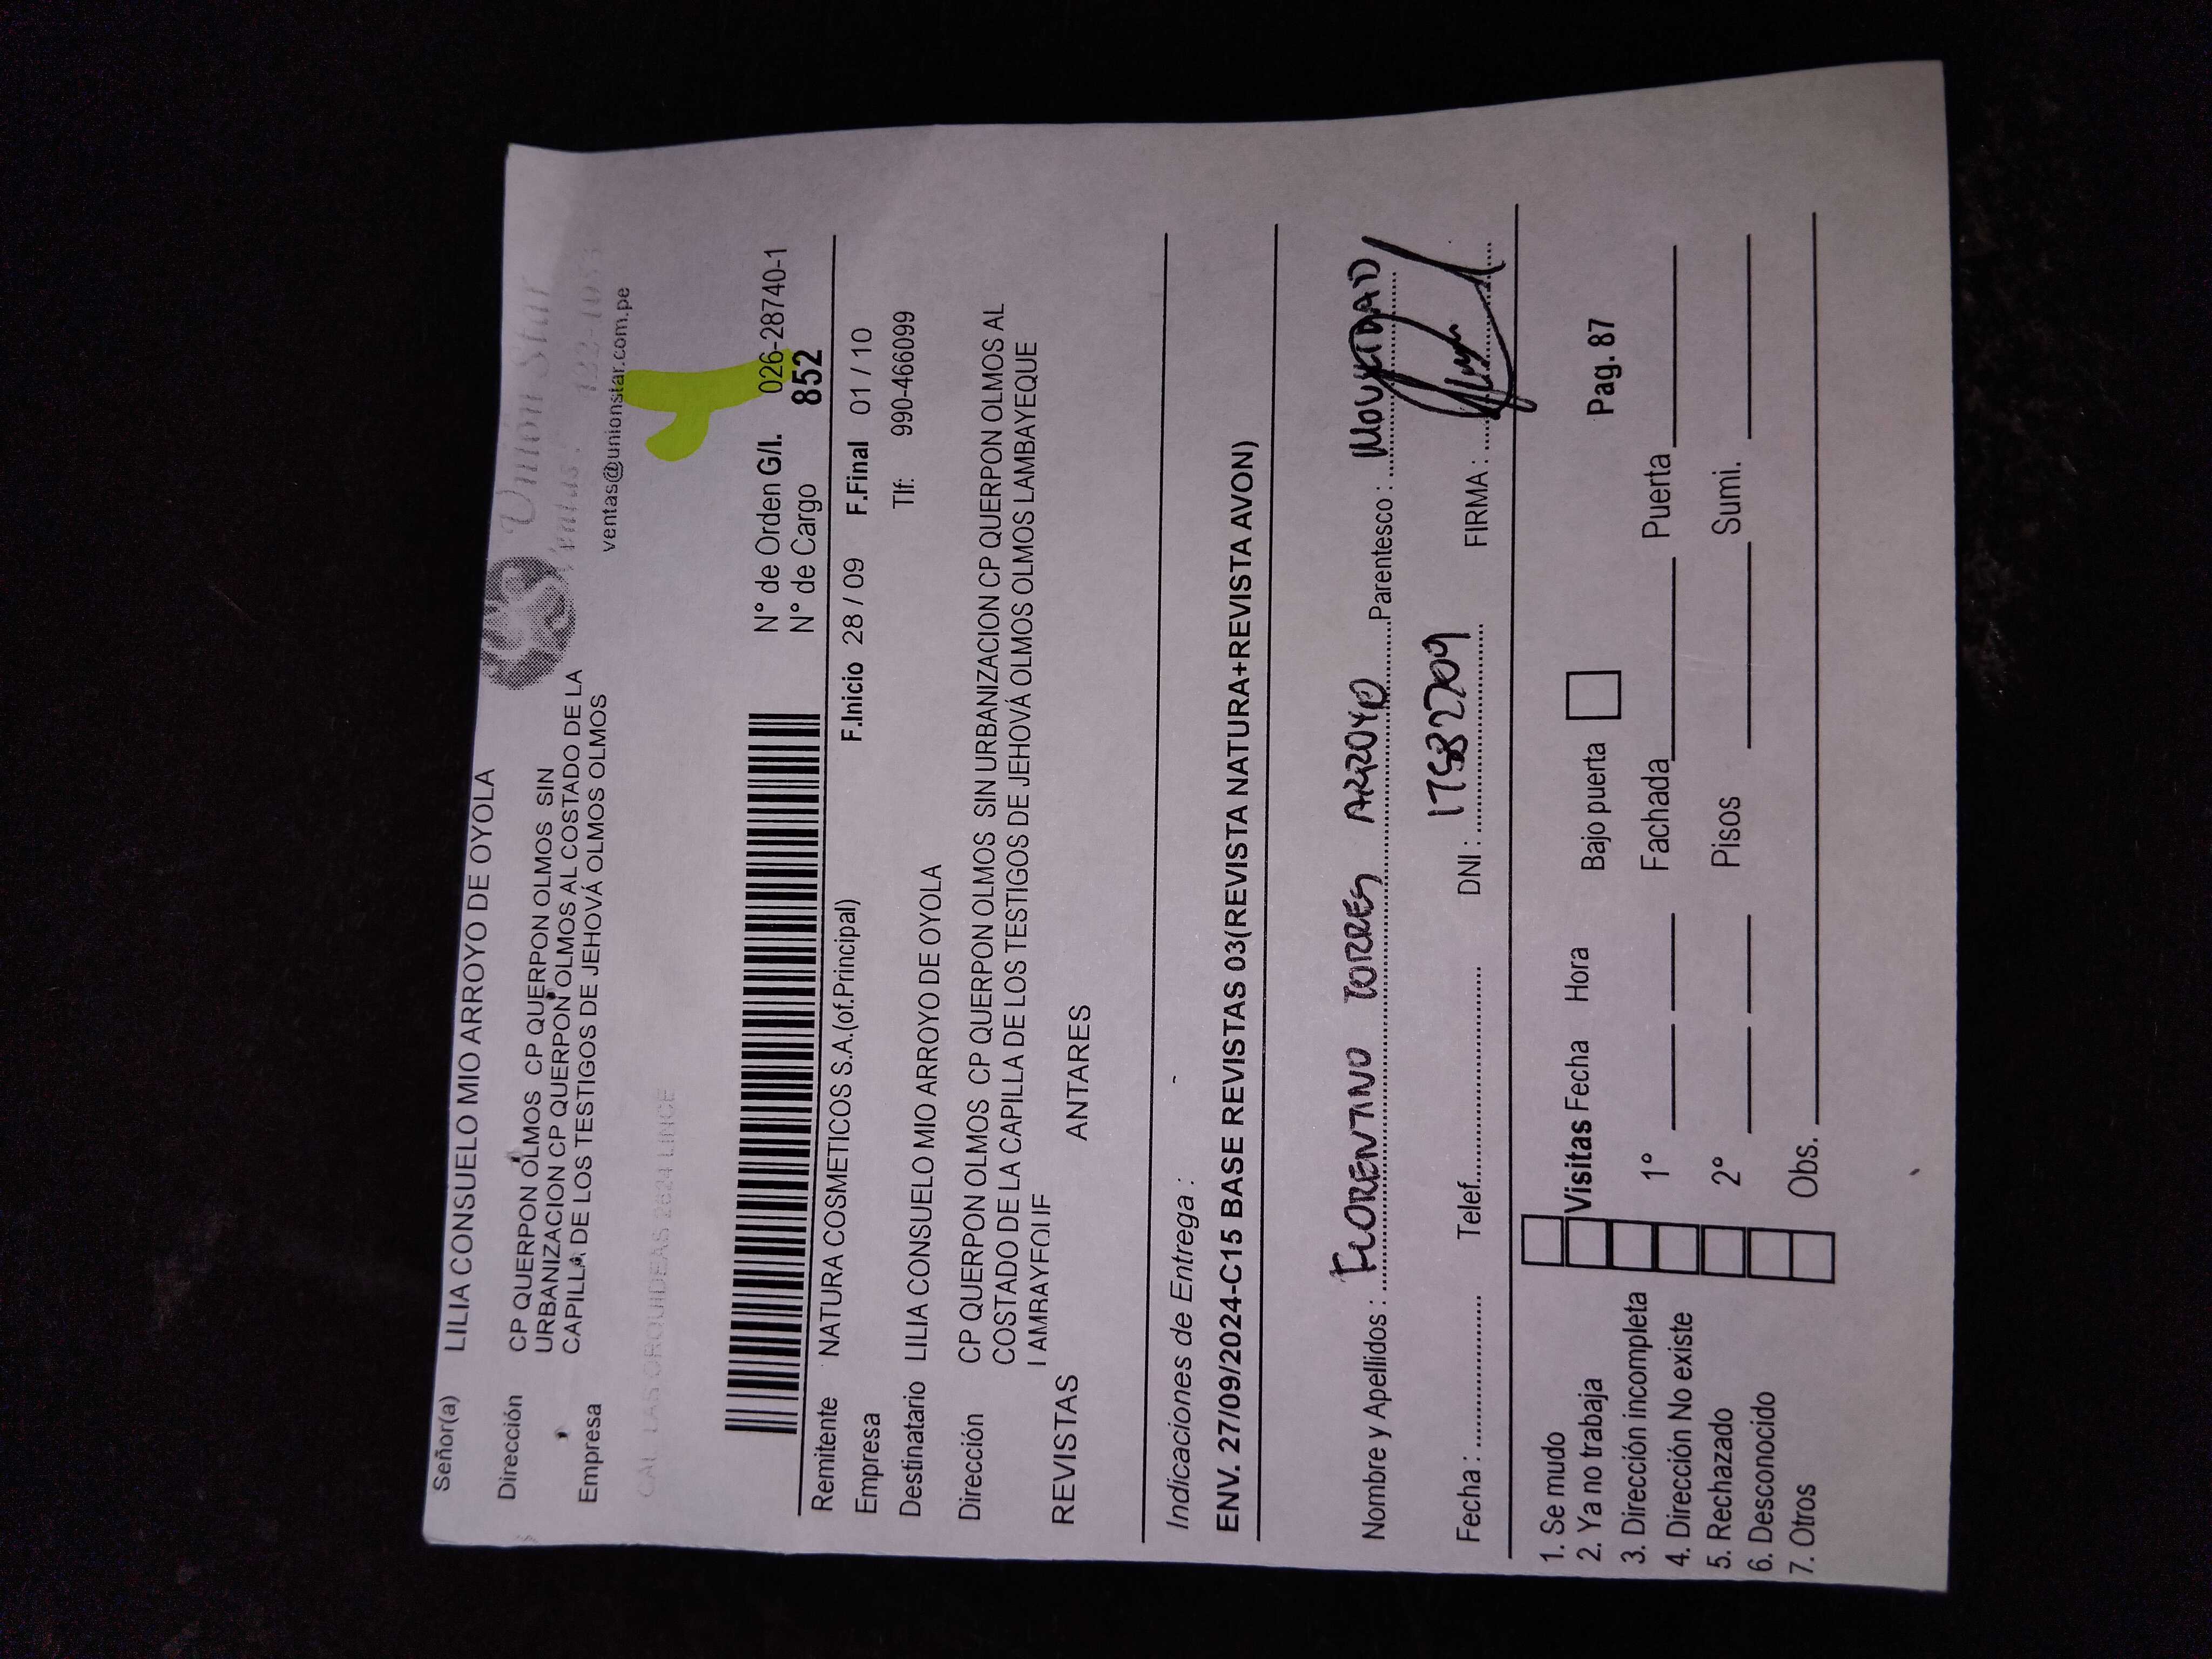 Señor(a) LILIA CONSUELO MIO ARROYO DE OYOLA
Dirección CP QUERPON OLMOS CP QUERPON OLMOS SIN
URBANIZACION CP QUERPON OLMOS AL COSTADO DE LA
CAPILLA DE LOS TESTIGOS DE JEHOVÁ OLMOS OLMOS
Empresa
Unión Star
Ventas:
ventas@unionstar.com.pe
CAL. LAS ORQUIDEAS 2624 LINCE
N° de Orden G/I. 026-28740-1
N° de Cargo 852
Remitente NATURA COSMETICOS S.A.(of.Principal)
F.Inicio 28 / 09 F.Final 01 / 10
Empresa
Tlf: 990-466099
Destinatario LILIA CONSUELO MIO ARROYO DE OYOLA
Dirección CP QUERPON OLMOS CP QUERPON OLMOS SIN URBANIZACION CP QUERPON OLMOS AL
COSTADO DE LA CAPILLA DE LOS TESTIGOS DE JEHOVÁ OLMOS OLMOS LAMBAYEQUE
REVISTAS ANTARES
Indicaciones de Entrega : -
ENV. 27/09/2024-C15 BASE REVISTAS 03(REVISTA NATURA+REVISTA AVON)
Nombre y Apellidos : FLORENTINO TORRES ARROYO Parentesco :
Fecha : Telef. DNI : 17582709 FIRMA :
1. Se mudo
2. Ya no trabaja
3. Dirección incompleta
4. Dirección No existe
5. Rechazado
6. Desconocido
7. Otros
Visitas Fecha Hora Bajo puerta Pag. 87
1° Fachada Puerta
2° Pisos Sumi.
Obs.